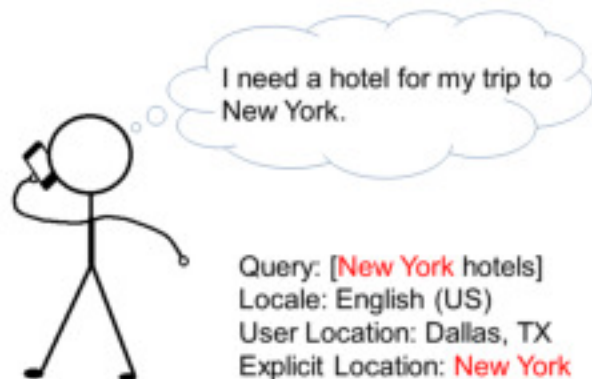 I need a hotel for my trip to
New York.
Query: [New York hotels]
Locale: English (US)
User Location: Dallas, TX
Explicit Location: New York